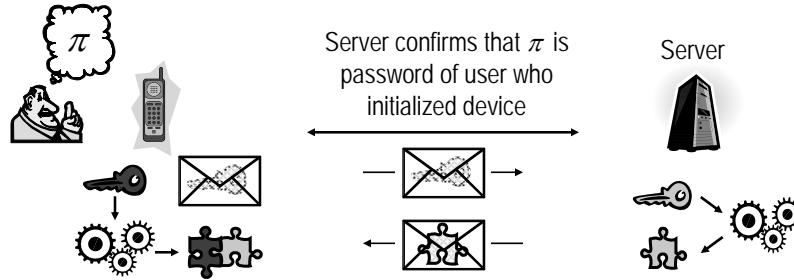 π
Server confirms that π is
password of user who
initialized device
Server